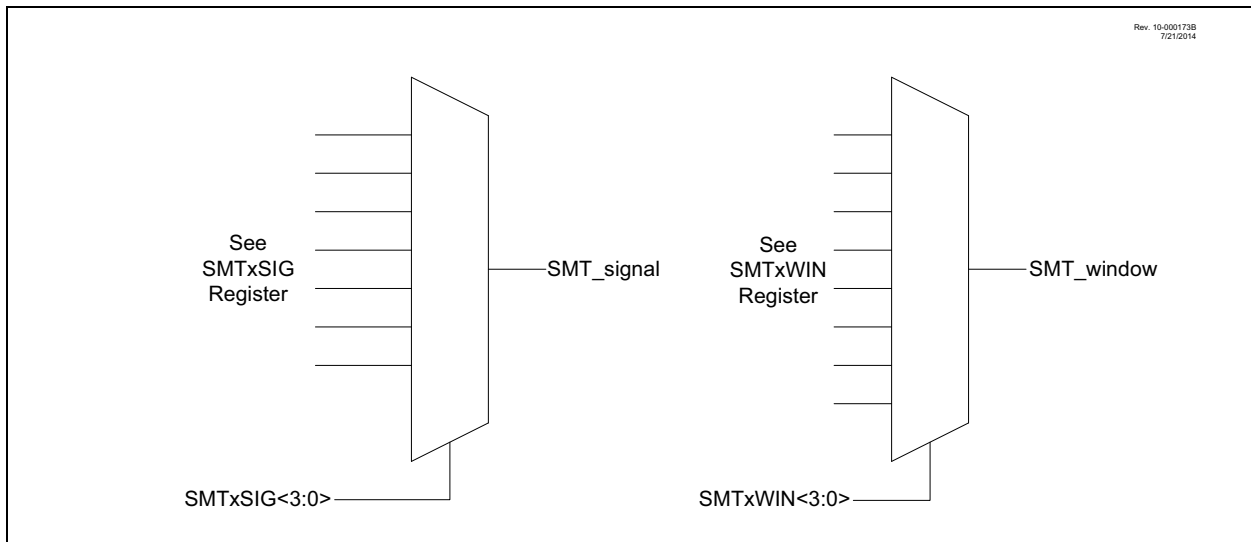 Rev. 10-000173B
7/21/2014
See
SMTxSIG
Register
SMT_signal
SMTxSIG<3:0>
See
SMTxWIN
Register
SMT_window
SMTxWIN<3:0>